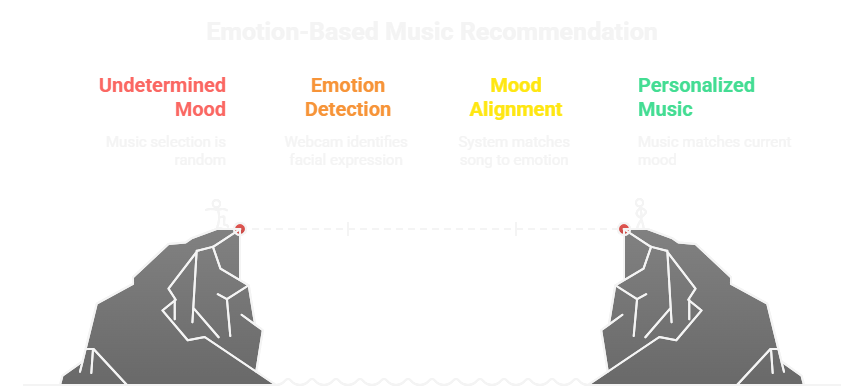 Emotion-Based Music Recommendation
Undetermined
Mood
Music selection is
random
Emotion
Detection
Webcam identifies
facial expression
Mood
Alignment
System matches
song to emotion
Personalized
Music
Music matches current
mood